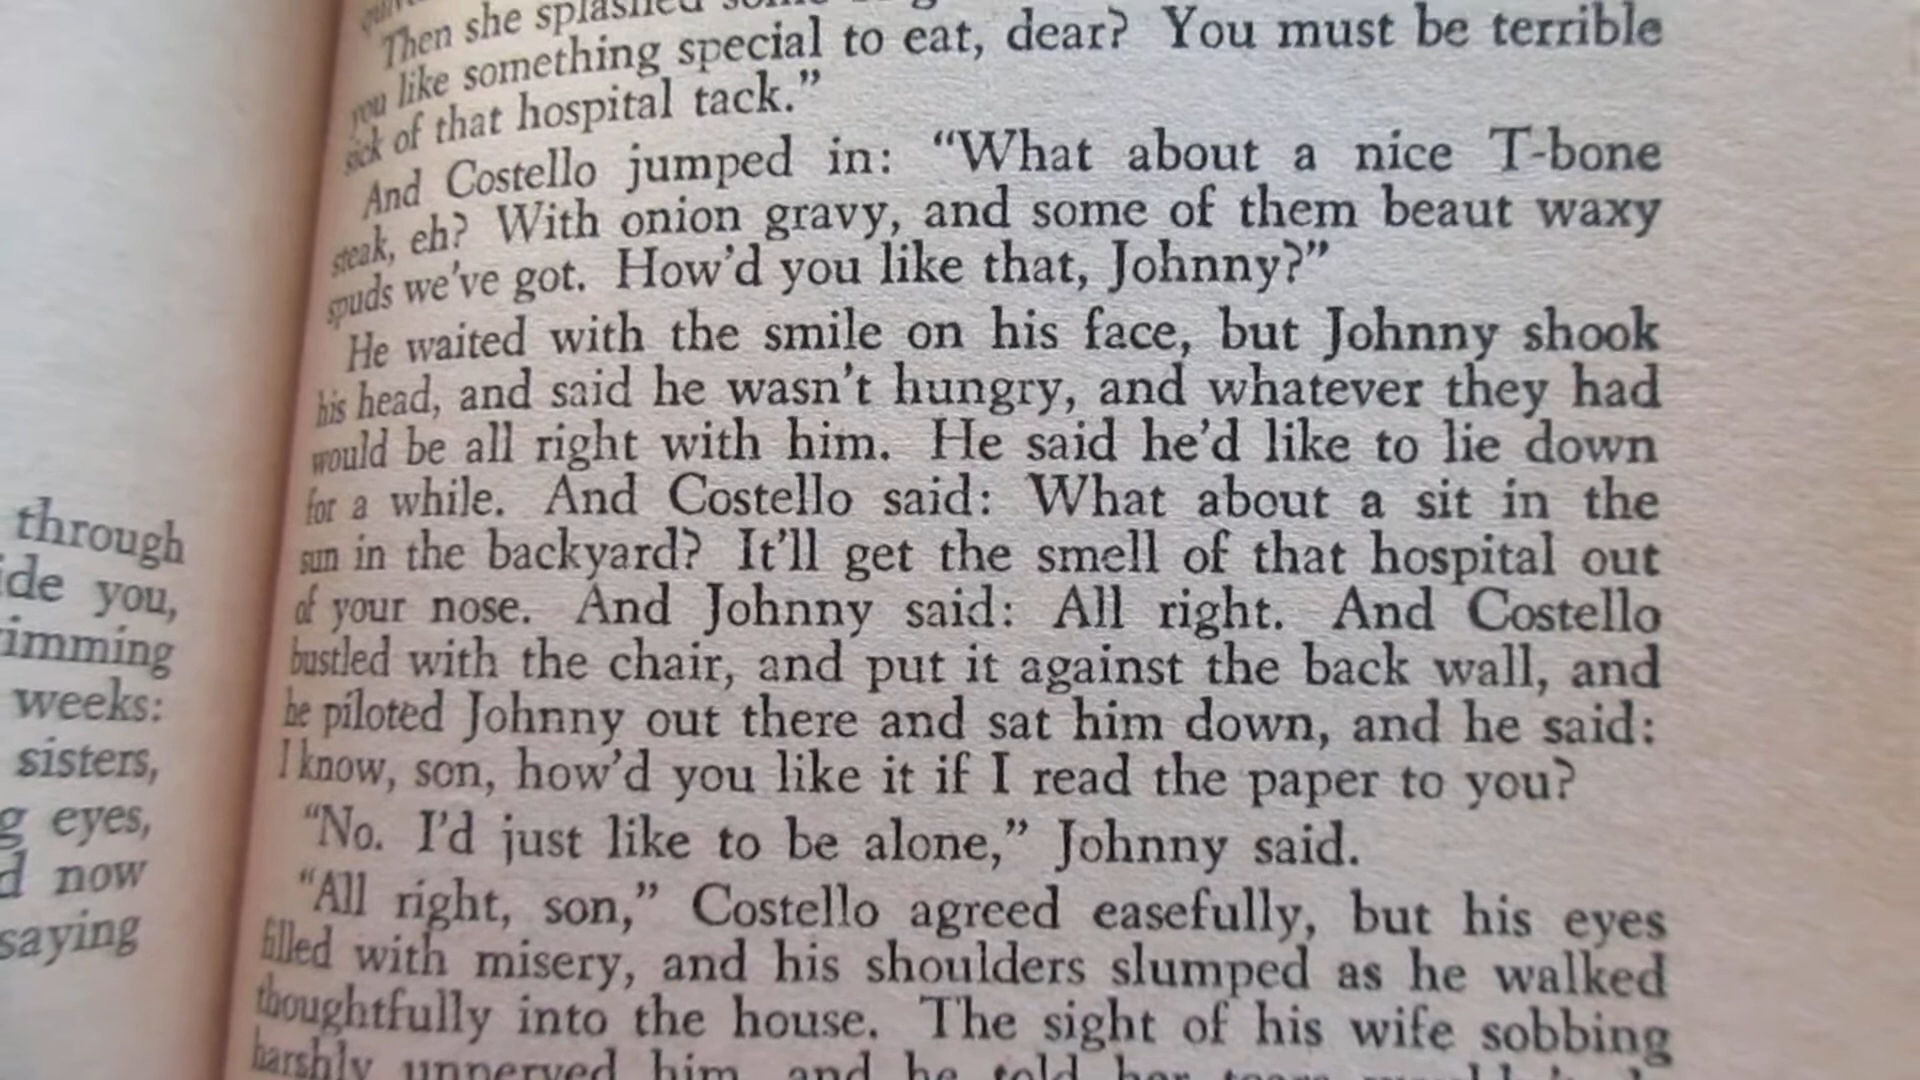 through
ide you,
imming
weeks:
sisters,
g eyes,
d now
saying
Then she splashed
you like something special to eat, dear? You must be terrible
sick of that hospital tack.”
And Costello jumped in: “What about a nice T-bone
steak, eh? With onion gravy, and some of them beaut waxy
spuds we've got. How'd you like that, Johnny?”
He waited with the smile on his face, but Johnny shook
his head, and said he wasn't hungry, and whatever they had
would be all right with him. He said he'd like to lie down
for a while. And Costello said: What about a sit in the
sun in the backyard? It'll get the smell of that hospital out
of your nose. And Johnny said: All right. And Costello
bustled with the chair, and put it against the back wall, and
he piloted Johnny out there and sat him down, and he said:
I know, son, how'd you like it if I read the paper to you?
“No. I'd just like to be alone,” Johnny said.
“All right, son,” Costello agreed easefully, but his eyes
filled with misery, and his shoulders slumped as he walked
thoughtfully into the house. The sight of his wife sobbing
harshly unnerved him, and he told her tears